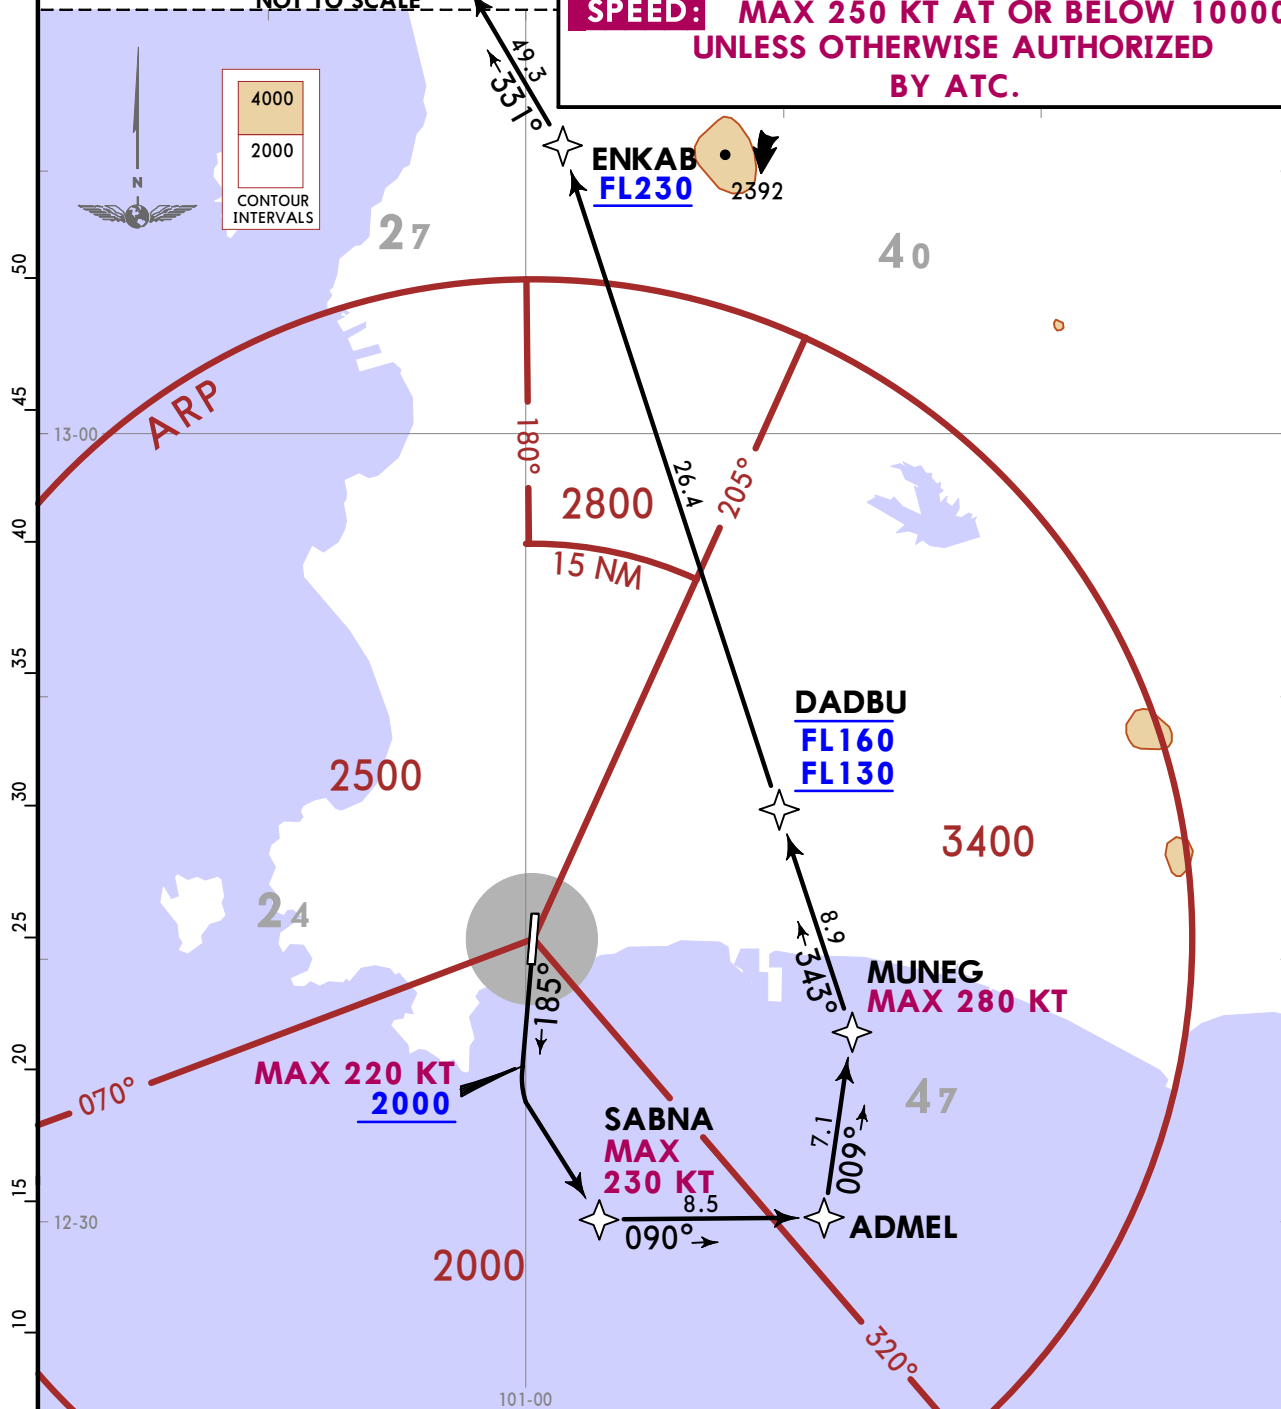 NOT TO SCALE
SPEED: MAX 250 KT AT OR BELOW 10000
UNLESS OTHERWISE AUTHORIZED
BY ATC.
49.3
331°
4000
2000
CONTOUR
INTERVALS
N
ENKAB
FL230
2392
27
40
50
ARP
45
13-00
180°
205°
26.4
2800
40
15 NM
35
DADBU
FL160
FL130
2500
30
3400
24
25
8.9
343°
185°
MUNEG
MAX 280 KT
20
MAX 220 KT
2000
070°
47
SABNA
MAX
230 KT
7.1
009°
15
8.5
090°
ADMEL
12-30
2000
10
320°
101-00